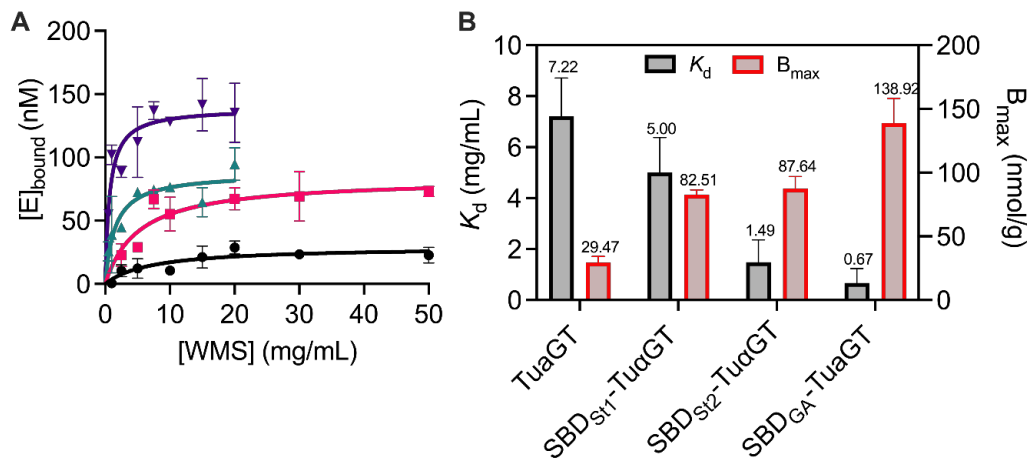 A
200
150
100
50
0
[E]bound (nM)
0 10 20 30 40 50
[WMS] (mg/mL)
B
10
8
6
4
2
0
Kd (mg/mL)
Kd Bmax
7.22
29.47
5.00
82.51
1.49
87.64
0.67
138.92
200
150
100
50
0
Bmax (nmol/g)
TuaGT
SBDSt1-TuαGT
SBDSt2-TuαGT
SBDGA-TuaGT